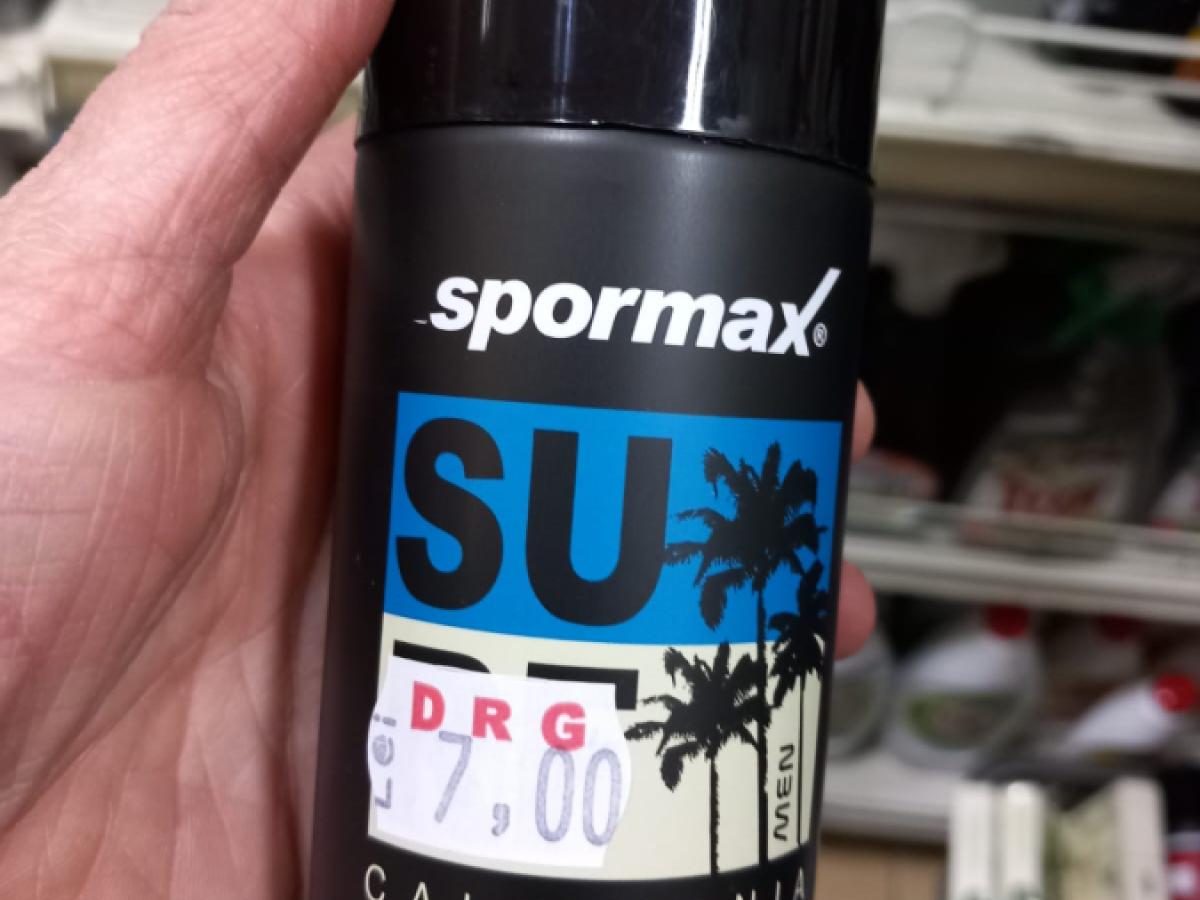 spormax®
SU
DRG
Lei 7,00
MEN